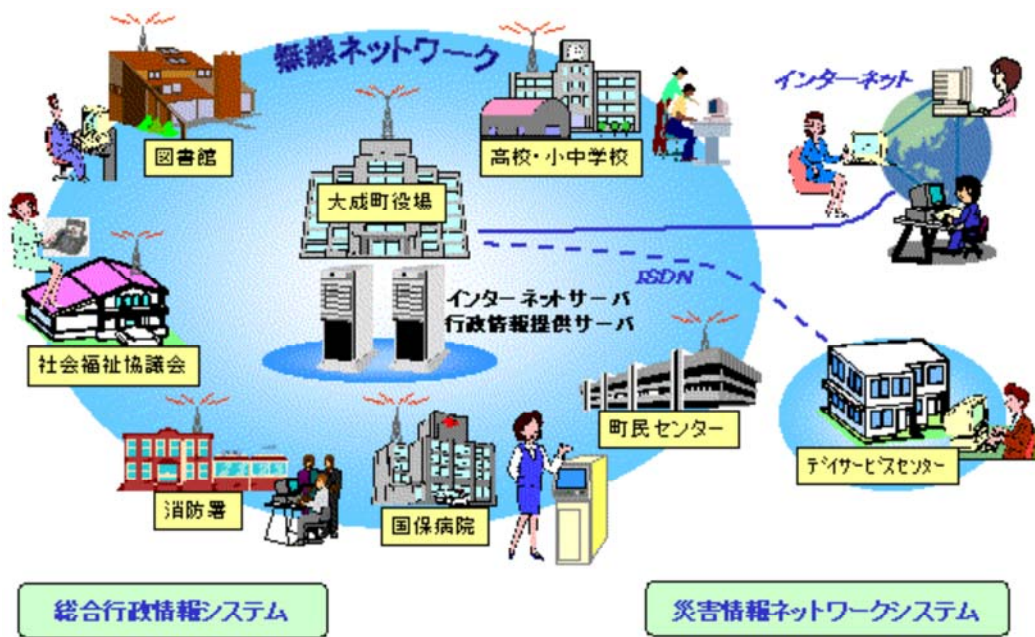 無線ネットワーク
図書館
高校・小中学校
インターネット
大成町役場
ISDN
インターネットサーバ
行政情報提供サーバ
社会福祉協議会
町民センター
デイサービスセンター
消防署
国保病院
総合行政情報システム
災害情報ネットワークシステム